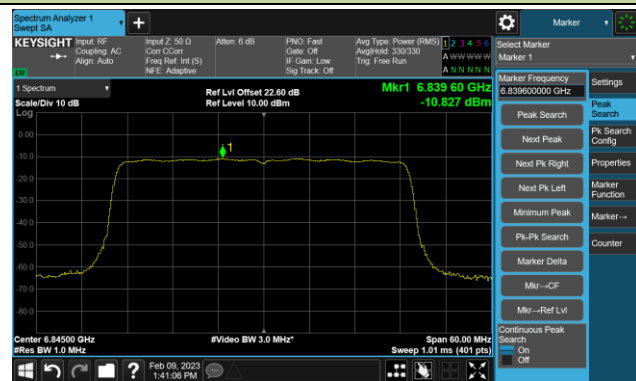 Spectrum Analyzer 1
Swept SA
Marker
KEYSIGHT
Input: RF
Coupling: AC
Align: Auto
Input Z: 50 Ω
Corr CCorr
Freq Ref: Int (S)
NFE: Adaptive
Atten: 6 dB
PNO: Fast
Gate: Off
IF Gain: Low
Sig Track: Off
Avg Type: Power (RMS)
Avg|Hold: 330/330
Trig: Free Run
1 2 3 4 5 6
A W W W W W
A N N N N N
Select Marker
Marker 1
LU
1 Spectrum
Scale/Div 10 dB
Log
Ref Lvl Offset 22.60 dB
Ref Level 10.00 dBm
Mkr1 6.839 60 GHz
-10.827 dBm
1
0.00
-10.0
-20.0
-30.0
-40.0
-50.0
-60.0
-70.0
-80.0
Center 6.84500 GHz
#Res BW 1.0 MHz
#Video BW 3.0 MHz*
Span 60.00 MHz
Sweep 1.01 ms (401 pts)
Marker Frequency
6.839600000 GHz
Peak Search
Next Peak
Next Pk Right
Next Pk Left
Minimum Peak
Pk-Pk Search
Marker Delta
Mkr→CF
Mkr→Ref Lvl
Continuous Peak
Search
On
Off
Settings
Peak
Search
Pk Search
Config
Properties
Marker
Function
Marker→
Counter
?
Feb 09, 2023
1:41:06 PM